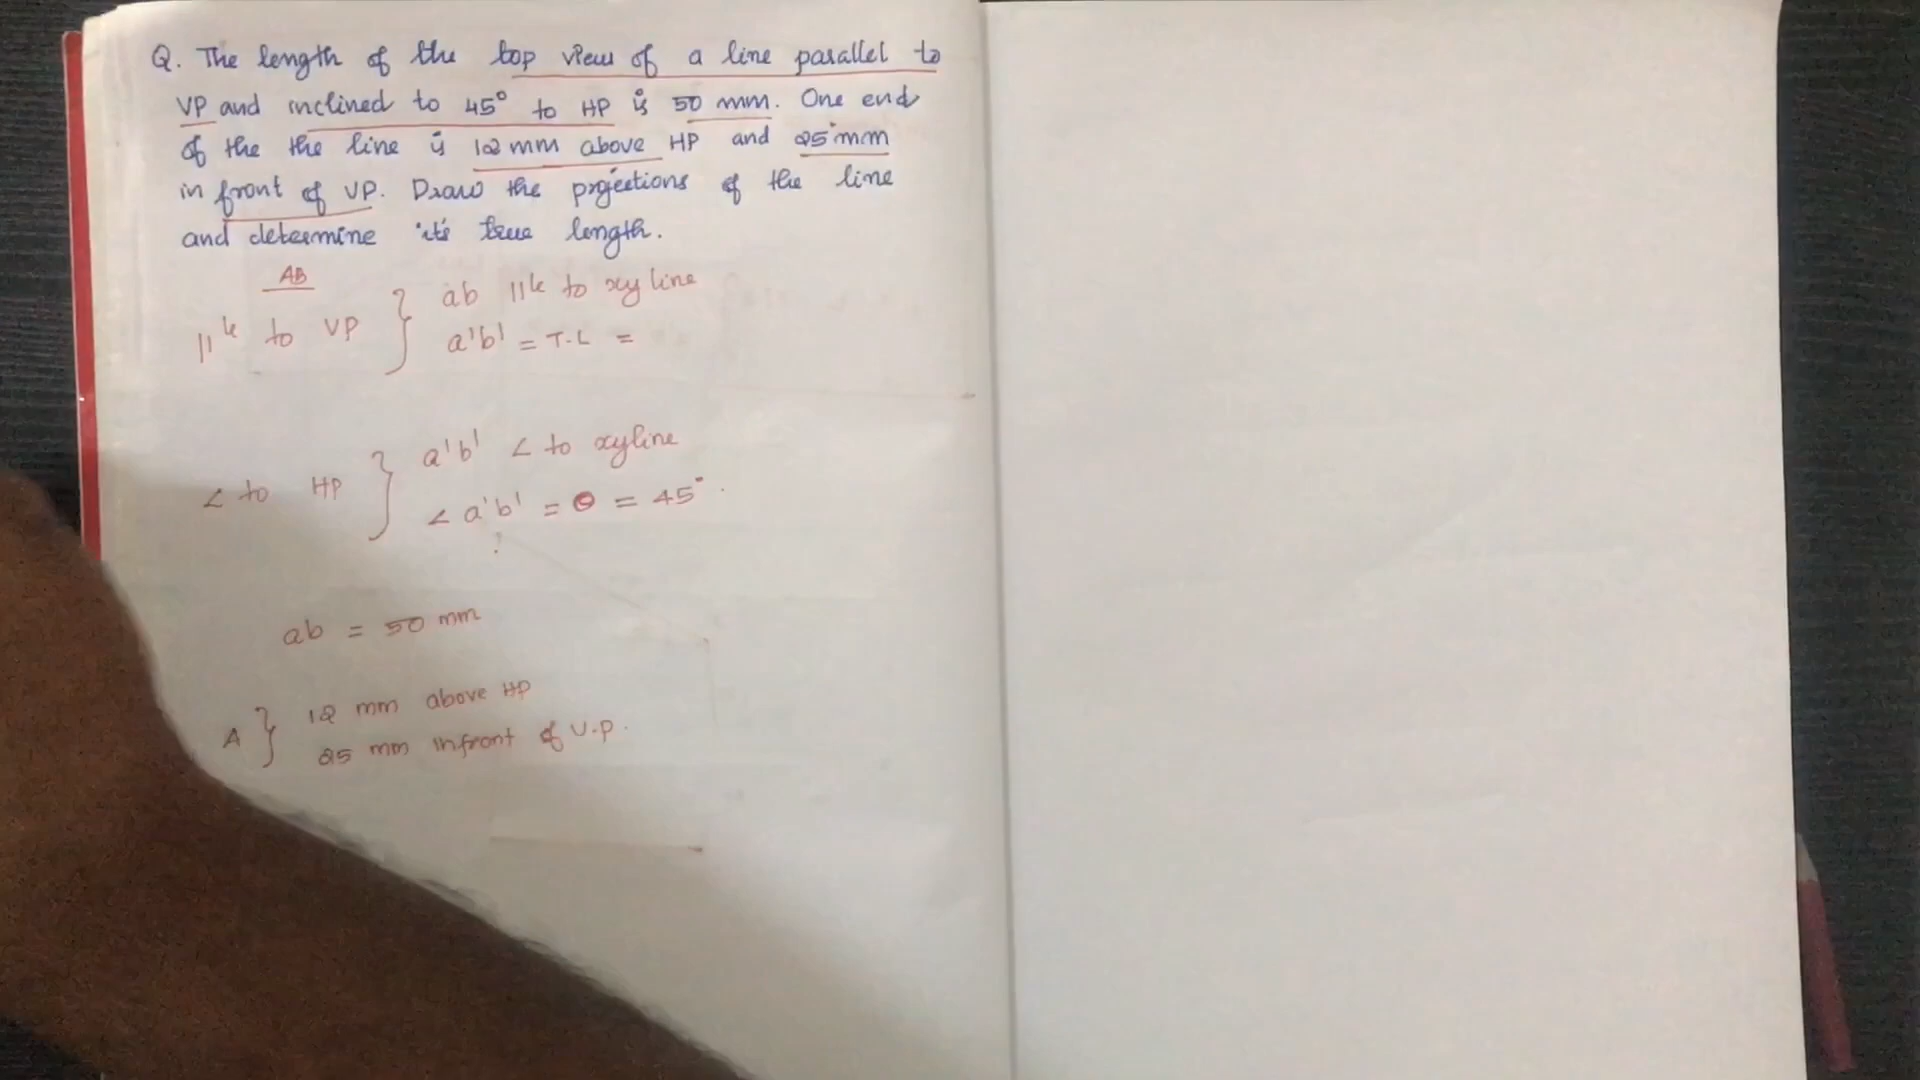 Q. The length of the top view of a line parallel to
VP and inclined to 45° to HP is 50 mm. One end
of the the line is 12 mm above HP and 25 mm
in front of VP. Draw the projections of the line
and determine it's true length.
AB
11le to VP } ab 11le to xy line
a'b' = T.L =
∠ to HP } a'b' ∠ to xyline
∠ a'b' = θ = 45°.
?
ab = 50 mm
A } 12 mm above HP
25 mm infront of V.P.